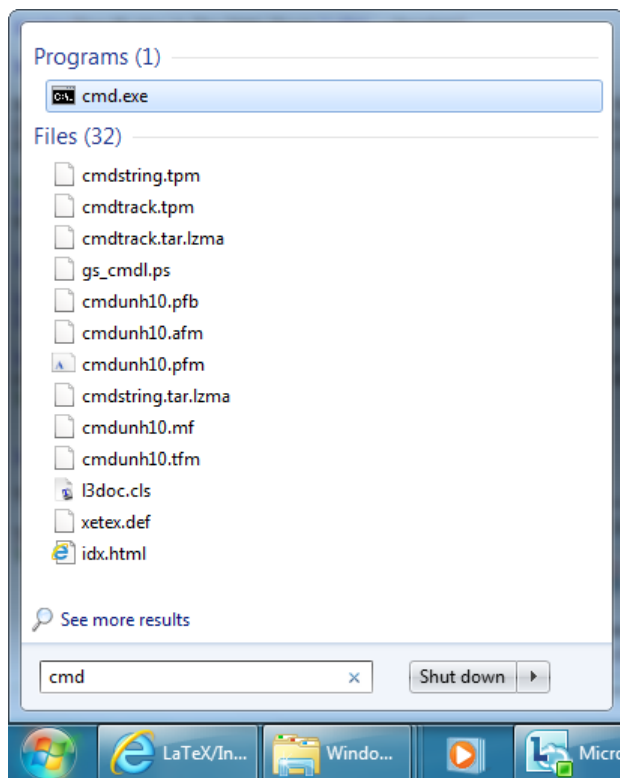 Programs (1)
C:\.
cmd.exe
Files (32)
cmdstring.tpm
cmdtrack.tpm
cmdtrack.tar.lzma
gs_cmdl.ps
cmdunh10.pfb
cmdunh10.afm
cmdunh10.pfm
cmdstring.tar.lzma
cmdunh10.mf
cmdunh10.tfm
l3doc.cls
xetex.def
idx.html
See more results
cmd
Shut down
LaTeX/In... Windo... Micro